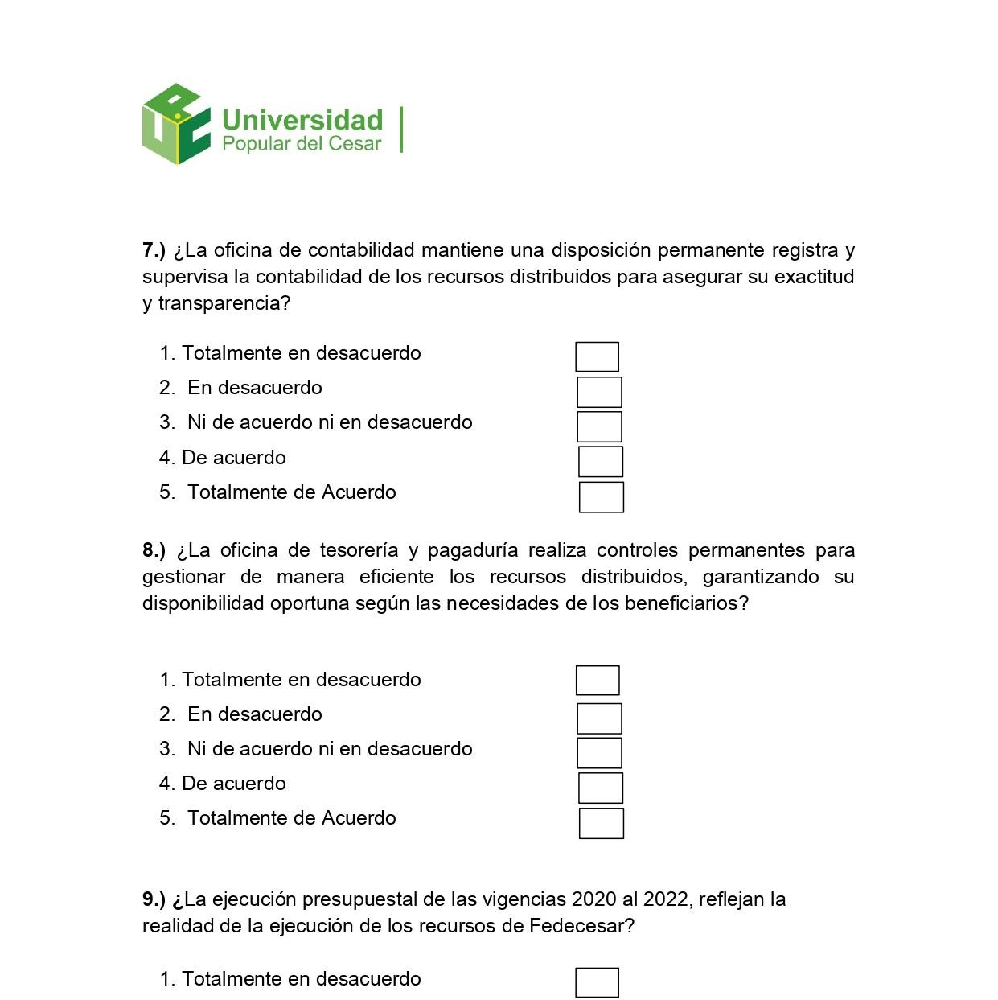 UPC
Universidad
Popular del Cesar
7.) ¿La oficina de contabilidad mantiene una disposición permanente registra y
supervisa la contabilidad de los recursos distribuidos para asegurar su exactitud
y transparencia?
1. Totalmente en desacuerdo
2. En desacuerdo
3. Ni de acuerdo ni en desacuerdo
4. De acuerdo
5. Totalmente de Acuerdo
8.) ¿La oficina de tesorería y pagaduría realiza controles permanentes para
gestionar de manera eficiente los recursos distribuidos, garantizando su
disponibilidad oportuna según las necesidades de los beneficiarios?
1. Totalmente en desacuerdo
2. En desacuerdo
3. Ni de acuerdo ni en desacuerdo
4. De acuerdo
5. Totalmente de Acuerdo
9.) ¿La ejecución presupuestal de las vigencias 2020 al 2022, reflejan la
realidad de la ejecución de los recursos de Fedecesar?
1. Totalmente en desacuerdo